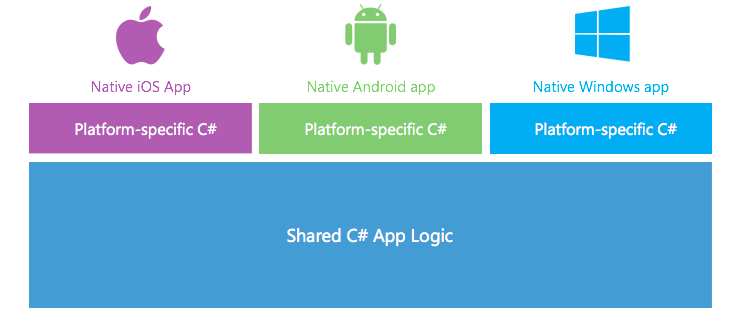 Native iOS App
Native Android app
Native Windows app
Platform-specific C#
Platform-specific C#
Platform-specific C#
Shared C# App Logic